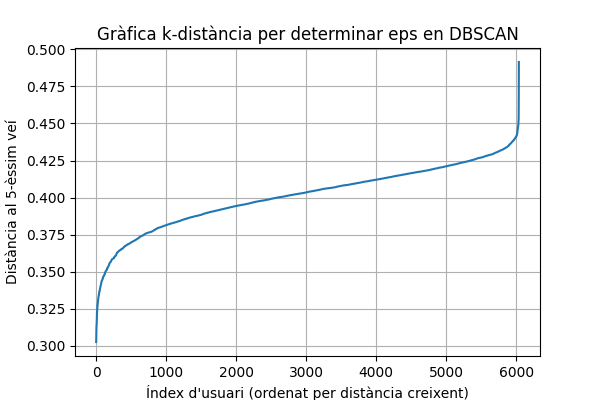 Gràfica k-distància per determinar eps en DBSCAN
0.500
0.475
0.450
0.425
0.400
0.375
0.350
0.325
0.300
Distància al 5-èssim veí
0 1000 2000 3000 4000 5000 6000
Índex d'usuari (ordenat per distància creixent)